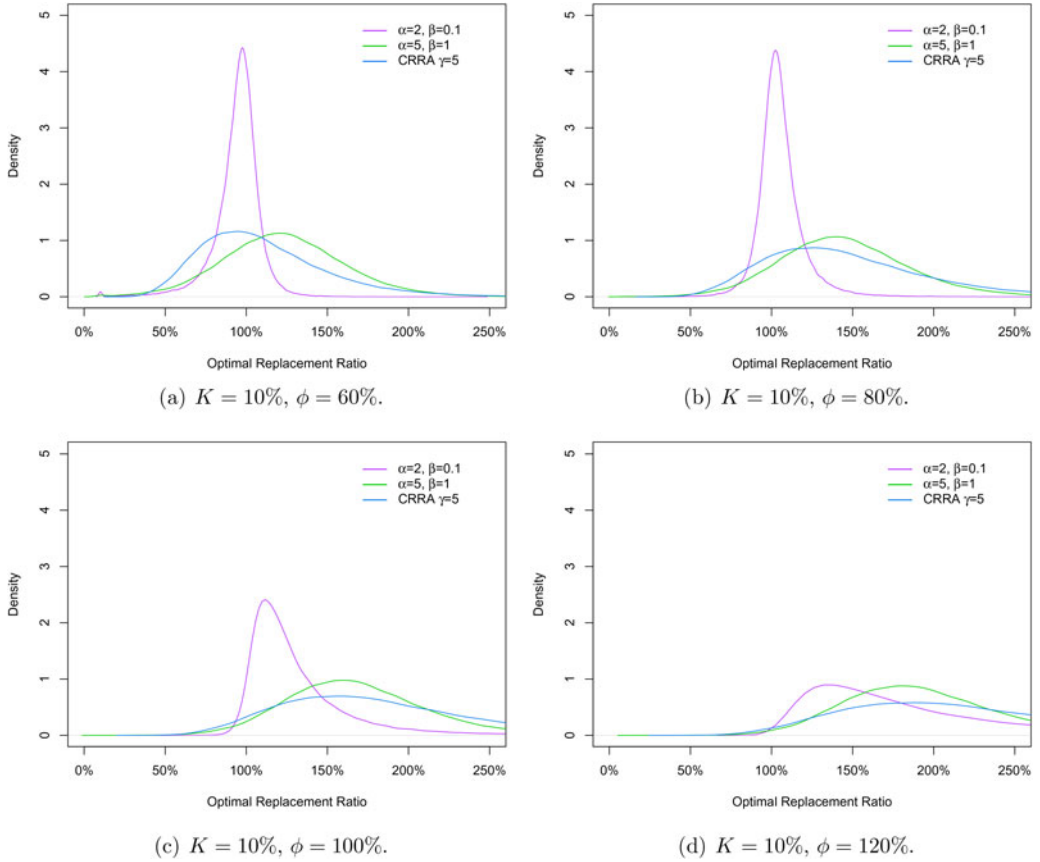 5
4
3
2
1
0
Density
α=2, β=0.1
α=5, β=1
CRRA γ=5
0% 50% 100% 150% 200% 250%
Optimal Replacement Ratio
(a) K = 10%, ϕ = 60%.
5
4
3
2
1
0
Density
α=2, β=0.1
α=5, β=1
CRRA γ=5
0% 50% 100% 150% 200% 250%
Optimal Replacement Ratio
(b) K = 10%, ϕ = 80%.
5
4
3
2
1
0
Density
α=2, β=0.1
α=5, β=1
CRRA γ=5
0% 50% 100% 150% 200% 250%
Optimal Replacement Ratio
(c) K = 10%, ϕ = 100%.
5
4
3
2
1
0
Density
α=2, β=0.1
α=5, β=1
CRRA γ=5
0% 50% 100% 150% 200% 250%
Optimal Replacement Ratio
(d) K = 10%, ϕ = 120%.